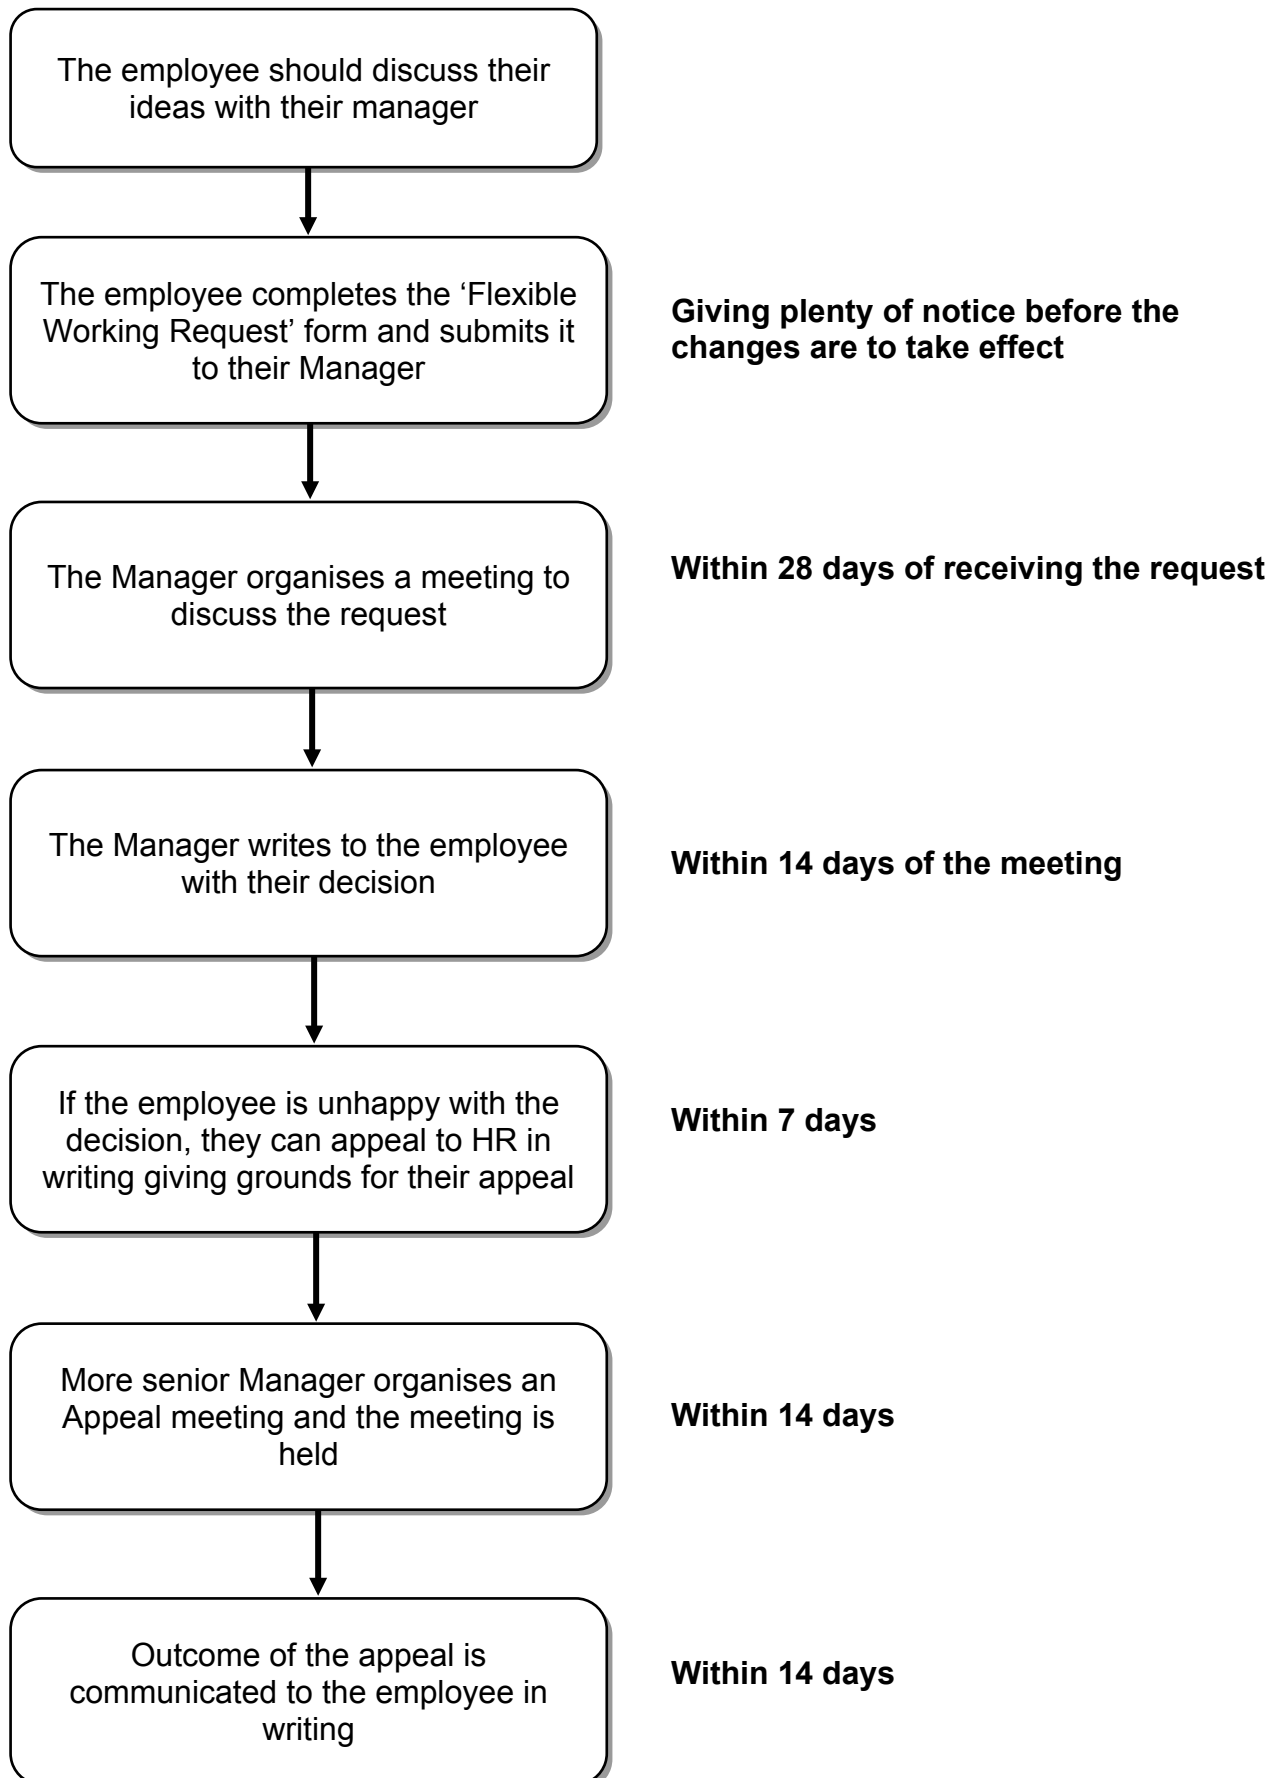 The employee should discuss their
ideas with their manager
The employee completes the ‘Flexible
Working Request’ form and submits it
to their Manager
Giving plenty of notice before the
changes are to take effect
The Manager organises a meeting to
discuss the request
Within 28 days of receiving the request
The Manager writes to the employee
with their decision
Within 14 days of the meeting
If the employee is unhappy with the
decision, they can appeal to HR in
writing giving grounds for their appeal
Within 7 days
More senior Manager organises an
Appeal meeting and the meeting is
held
Within 14 days
Outcome of the appeal is
communicated to the employee in
writing
Within 14 days